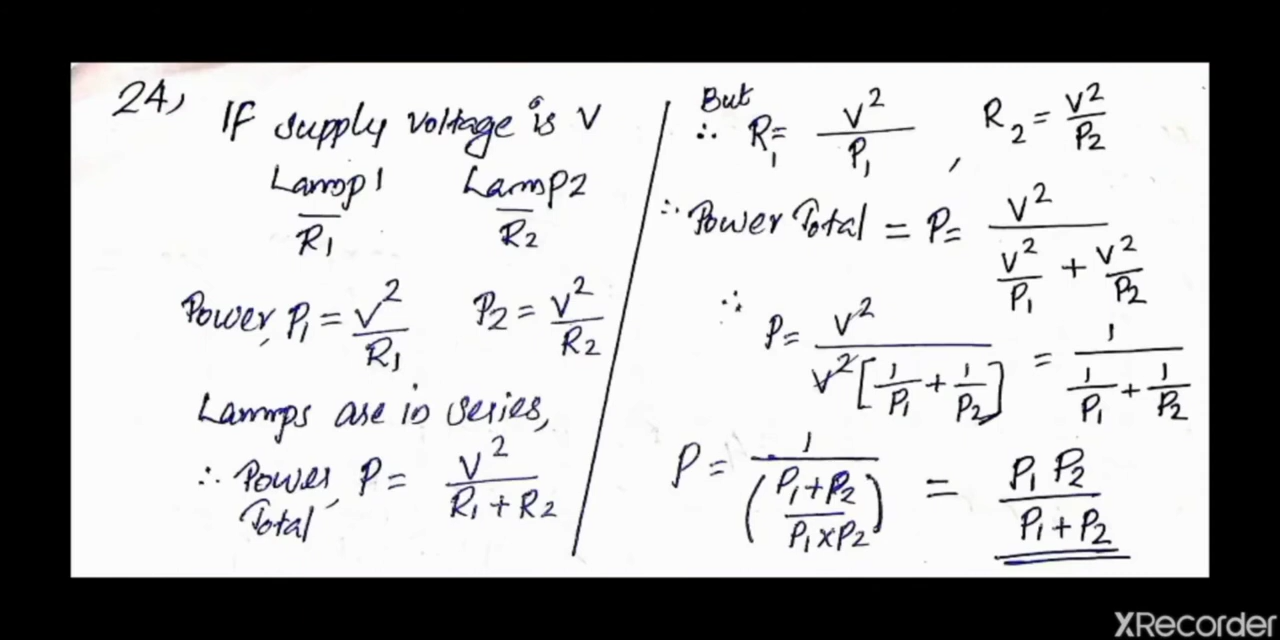 24,
If supply voltage is V
Lamp1 Lamp2
R1 R2
Power, P1 = V²/R1 P2 = V²/R2
Lamps are in series,
∴ Power, P = V²/(R1 + R2)
Total
But
∴ R1 = V²/P1 , R2 = V²/P2
∴ Power Total = P = V²/(V²/P1 + V²/P2)
∴ P = V²/(V²[1/P1 + 1/P2]) = 1/(1/P1 + 1/P2)
P = 1/((P1+P2)/(P1×P2)) = P1 P2/(P1+P2)
XRecorder